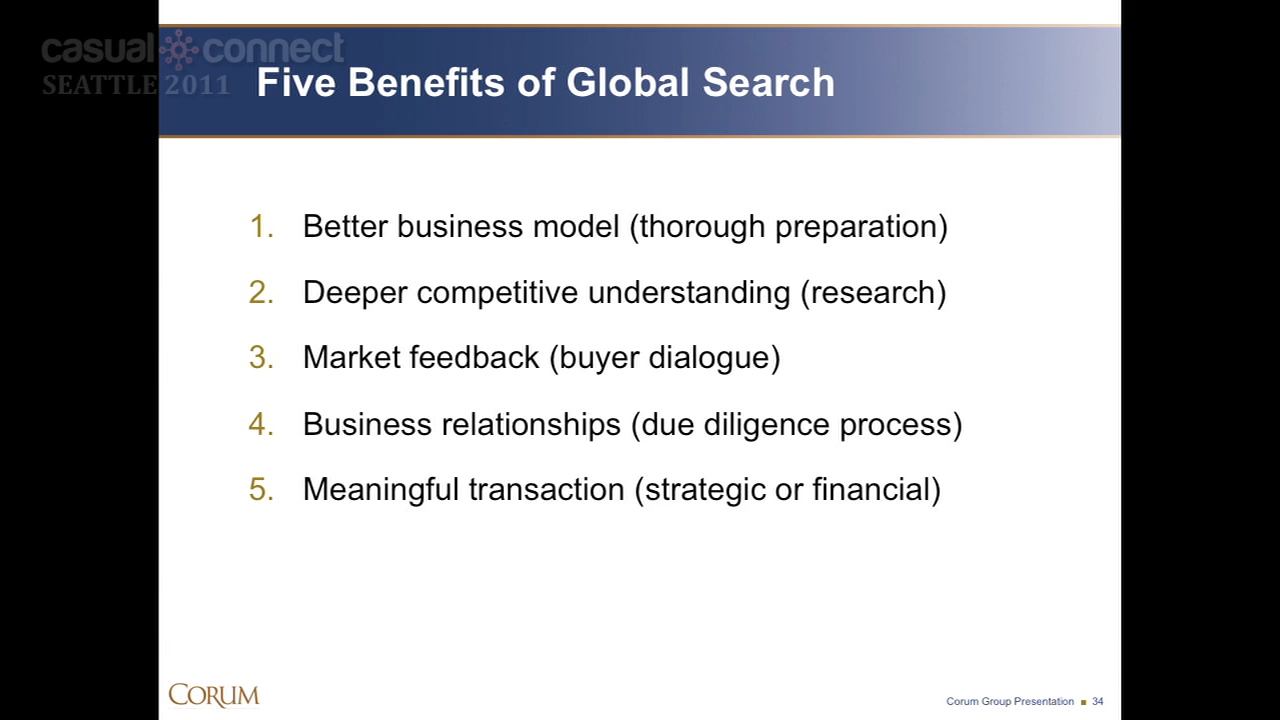 casual connect
SEATTLE 2011
Five Benefits of Global Search
1. Better business model (thorough preparation)
2. Deeper competitive understanding (research)
3. Market feedback (buyer dialogue)
4. Business relationships (due diligence process)
5. Meaningful transaction (strategic or financial)
CORUM
Corum Group Presentation ■ 34